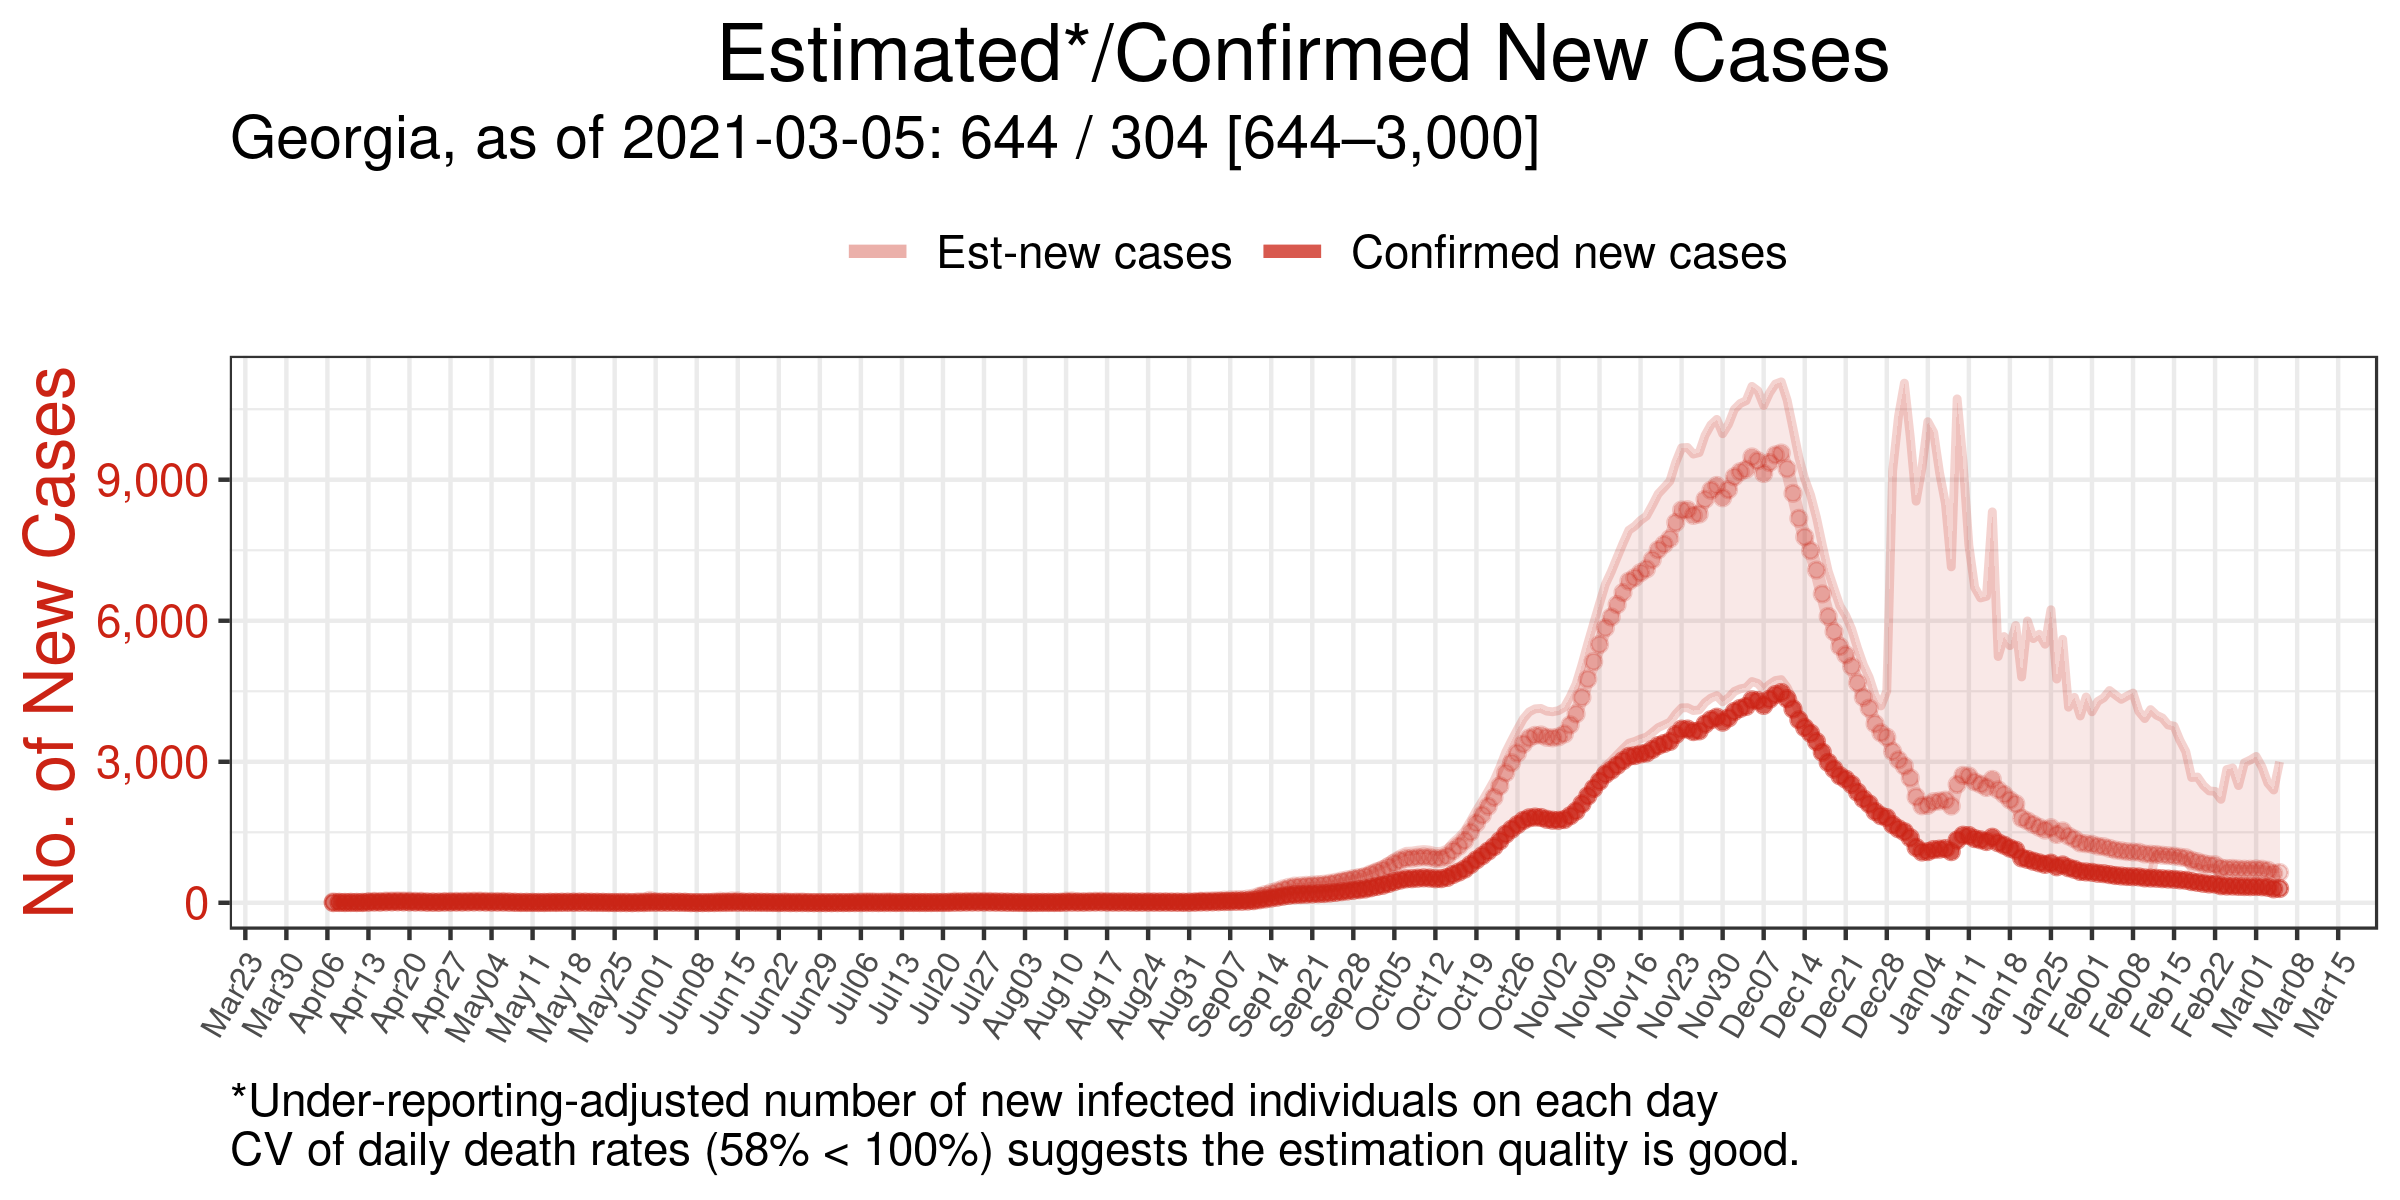 Estimated*/Confirmed New Cases
Georgia, as of 2021-03-05: 644 / 304 [644–3,000]
Est-new cases
Confirmed new cases
No. of New Cases
9,000
6,000
3,000
0
Mar23
Mar30
Apr06
Apr13
Apr20
Apr27
May04
May11
May18
May25
Jun01
Jun08
Jun15
Jun22
Jun29
Jul06
Jul13
Jul20
Jul27
Aug03
Aug10
Aug17
Aug24
Aug31
Sep07
Sep14
Sep21
Sep28
Oct05
Oct12
Oct19
Oct26
Nov02
Nov09
Nov16
Nov23
Nov30
Dec07
Dec14
Dec21
Dec28
Jan04
Jan11
Jan18
Jan25
Feb01
Feb08
Feb15
Feb22
Mar01
Mar08
Mar15
*Under-reporting-adjusted number of new infected individuals on each day
CV of daily death rates (58% < 100%) suggests the estimation quality is good.